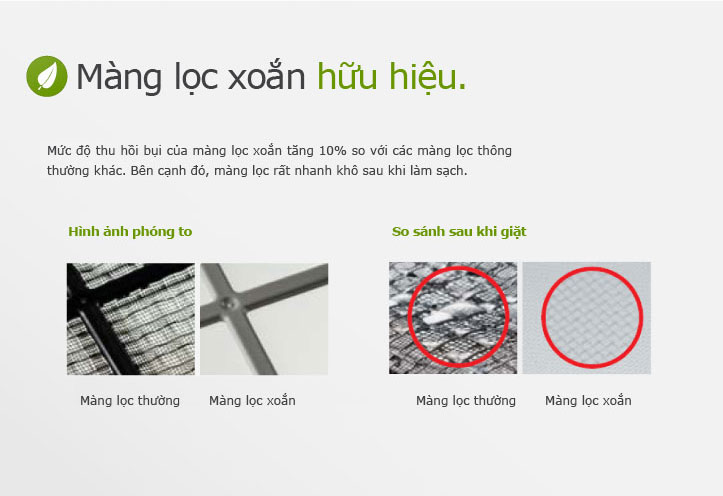 Màng lọc xoắn hữu hiệu.
Mức độ thu hồi bụi của màng lọc xoắn tăng 10% so với các màng lọc thông
thường khác. Bên cạnh đó, màng lọc rất nhanh khô sau khi làm sạch.
Hình ảnh phóng to
So sánh sau khi giặt
Màng lọc thường
Màng lọc xoắn
Màng lọc thường
Màng lọc xoắn